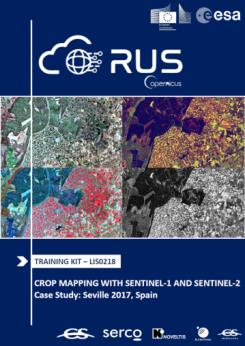 esa
RUS
Copernicus
TRAINING KIT – LIS0218
CROP MAPPING WITH SENTINEL-1 AND SENTINEL-2
Case Study: Seville 2017, Spain
serco
NOVELTIS